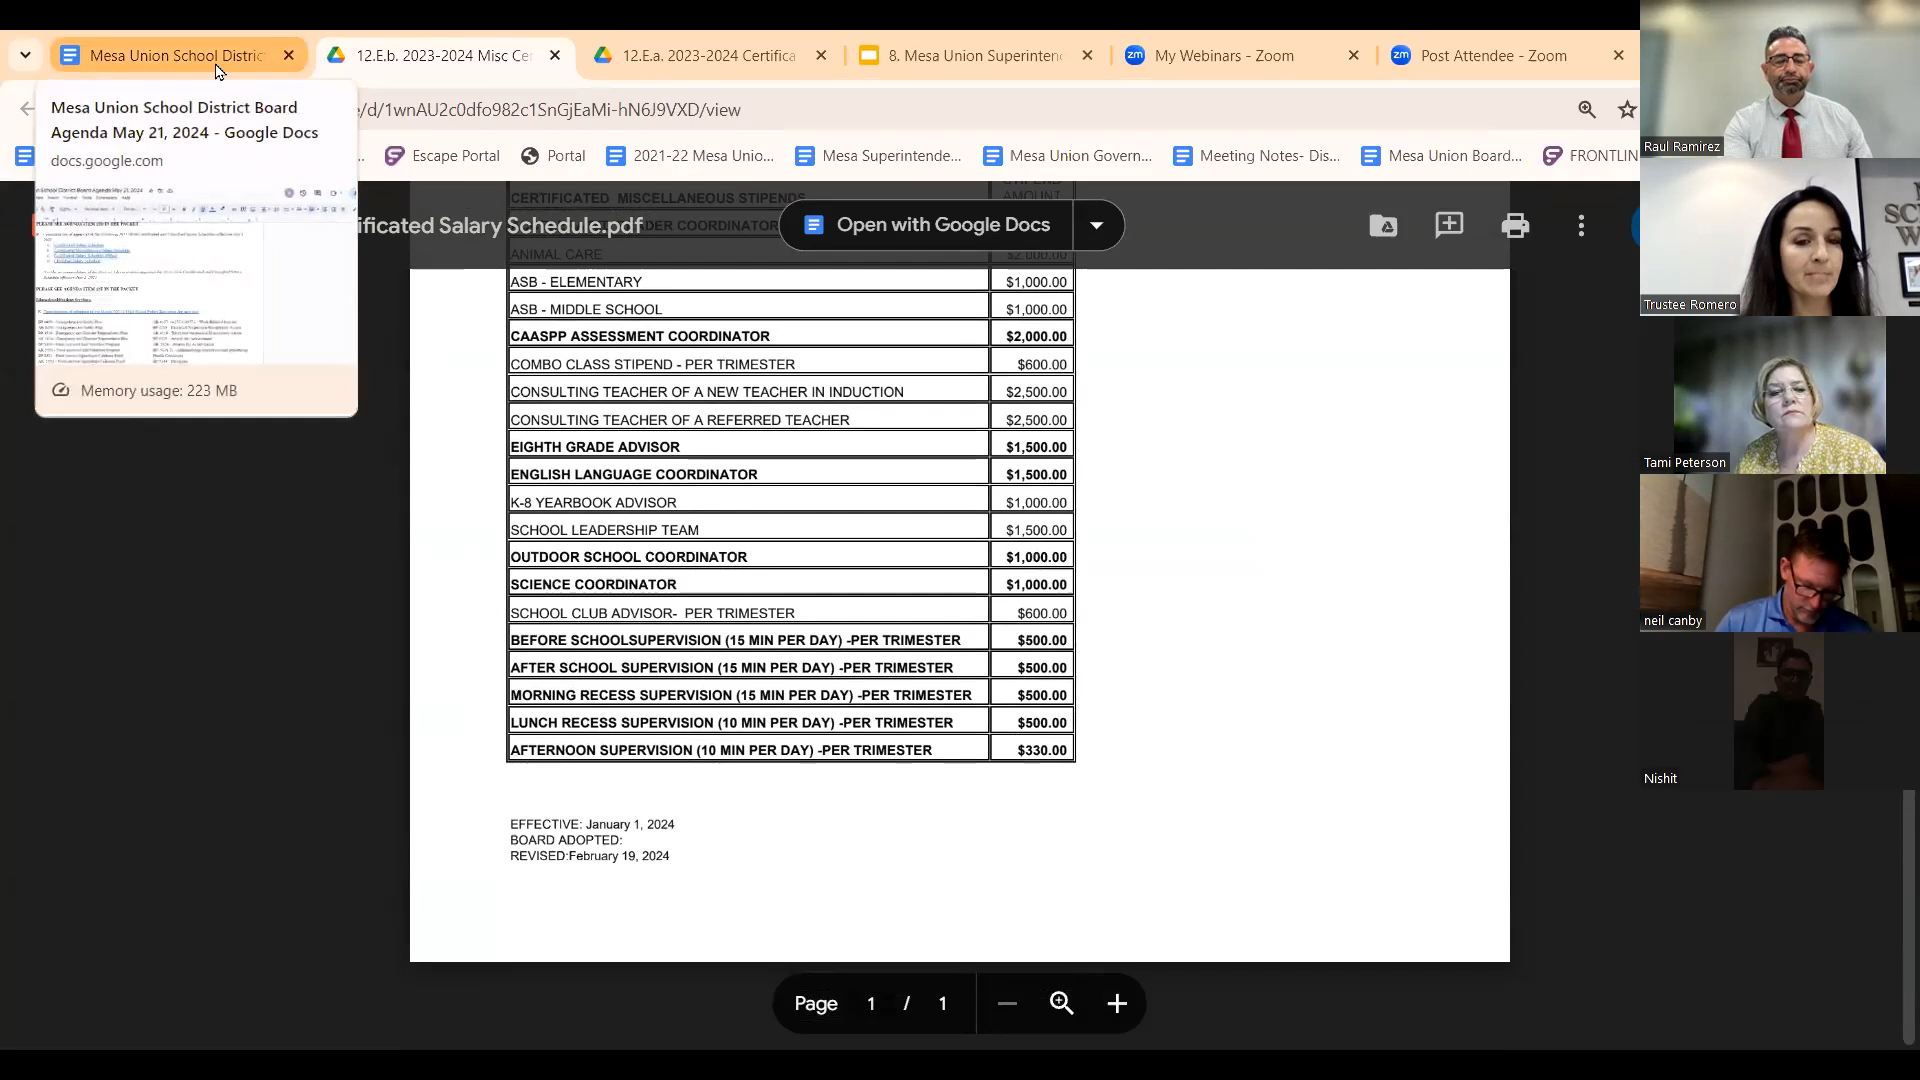 Mesa Union School Distric
12.E.b. 2023-2024 Misc Cer
12.E.a. 2023-2024 Certifica
8. Mesa Union Superinten
My Webinars - Zoom
Post Attendee - Zoom
Mesa Union School District Board
Agenda May 21, 2024 - Google Docs
docs.google.com
Memory usage: 223 MB
e/d/1wnAU2c0dfo982c1SnGjEaMi-hN6J9VXD/view
Escape Portal
Portal
2021-22 Mesa Unio...
Mesa Superintende...
Mesa Union Govern...
Meeting Notes- Dis...
Mesa Union Board...
FRONTLIN
ificated Salary Schedule.pdf
Open with Google Docs
CERTIFICATED MISCELLANEOUS STIPENDS
AMOUNT
DER COORDINATOR
ANIMAL CARE $2,000.00
ASB - ELEMENTARY $1,000.00
ASB - MIDDLE SCHOOL $1,000.00
CAASPP ASSESSMENT COORDINATOR $2,000.00
COMBO CLASS STIPEND - PER TRIMESTER $600.00
CONSULTING TEACHER OF A NEW TEACHER IN INDUCTION $2,500.00
CONSULTING TEACHER OF A REFERRED TEACHER $2,500.00
EIGHTH GRADE ADVISOR $1,500.00
ENGLISH LANGUAGE COORDINATOR $1,500.00
K-8 YEARBOOK ADVISOR $1,000.00
SCHOOL LEADERSHIP TEAM $1,500.00
OUTDOOR SCHOOL COORDINATOR $1,000.00
SCIENCE COORDINATOR $1,000.00
SCHOOL CLUB ADVISOR- PER TRIMESTER $600.00
BEFORE SCHOOLSUPERVISION (15 MIN PER DAY) -PER TRIMESTER $500.00
AFTER SCHOOL SUPERVISION (15 MIN PER DAY) -PER TRIMESTER $500.00
MORNING RECESS SUPERVISION (15 MIN PER DAY) -PER TRIMESTER $500.00
LUNCH RECESS SUPERVISION (10 MIN PER DAY) -PER TRIMESTER $500.00
AFTERNOON SUPERVISION (10 MIN PER DAY) -PER TRIMESTER $330.00
EFFECTIVE: January 1, 2024
BOARD ADOPTED:
REVISED:February 19, 2024
Page 1 / 1
Raul Ramirez
Trustee Romero
Tami Peterson
neil canby
Nishit